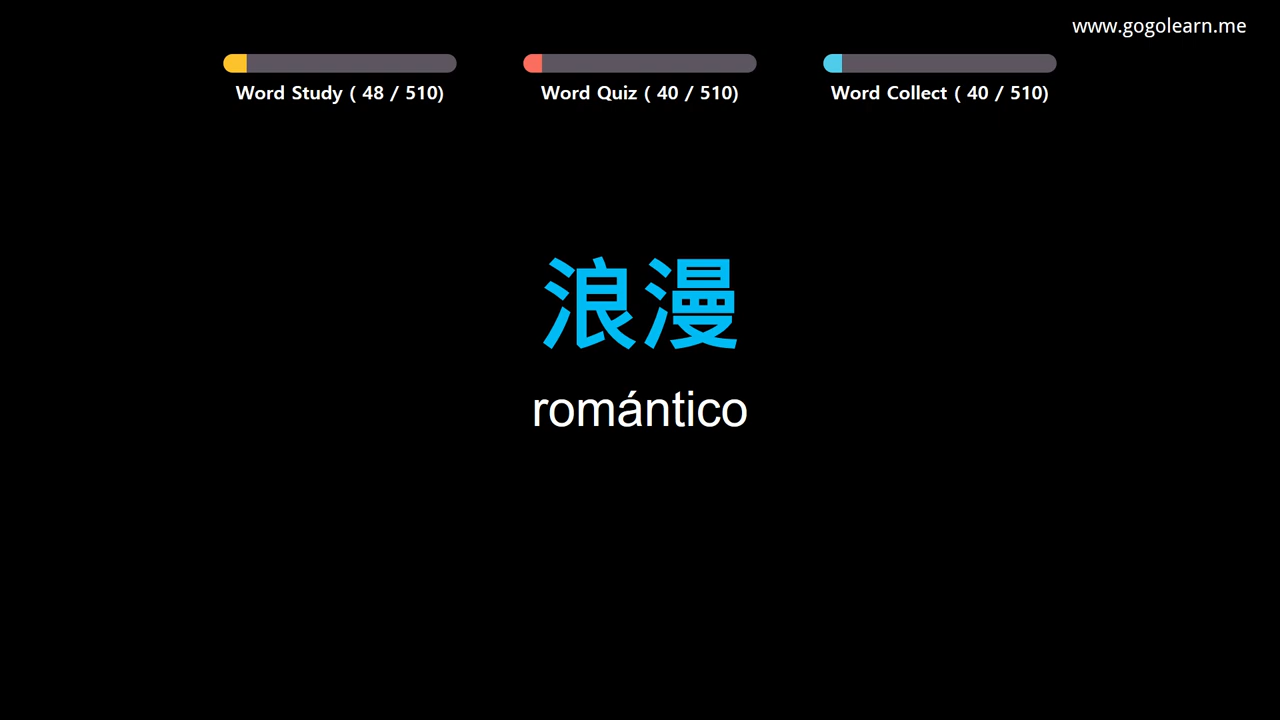 www.gogolearn.me
Word Study ( 48 / 510)
Word Quiz ( 40 / 510)
Word Collect ( 40 / 510)
浪漫
romántico